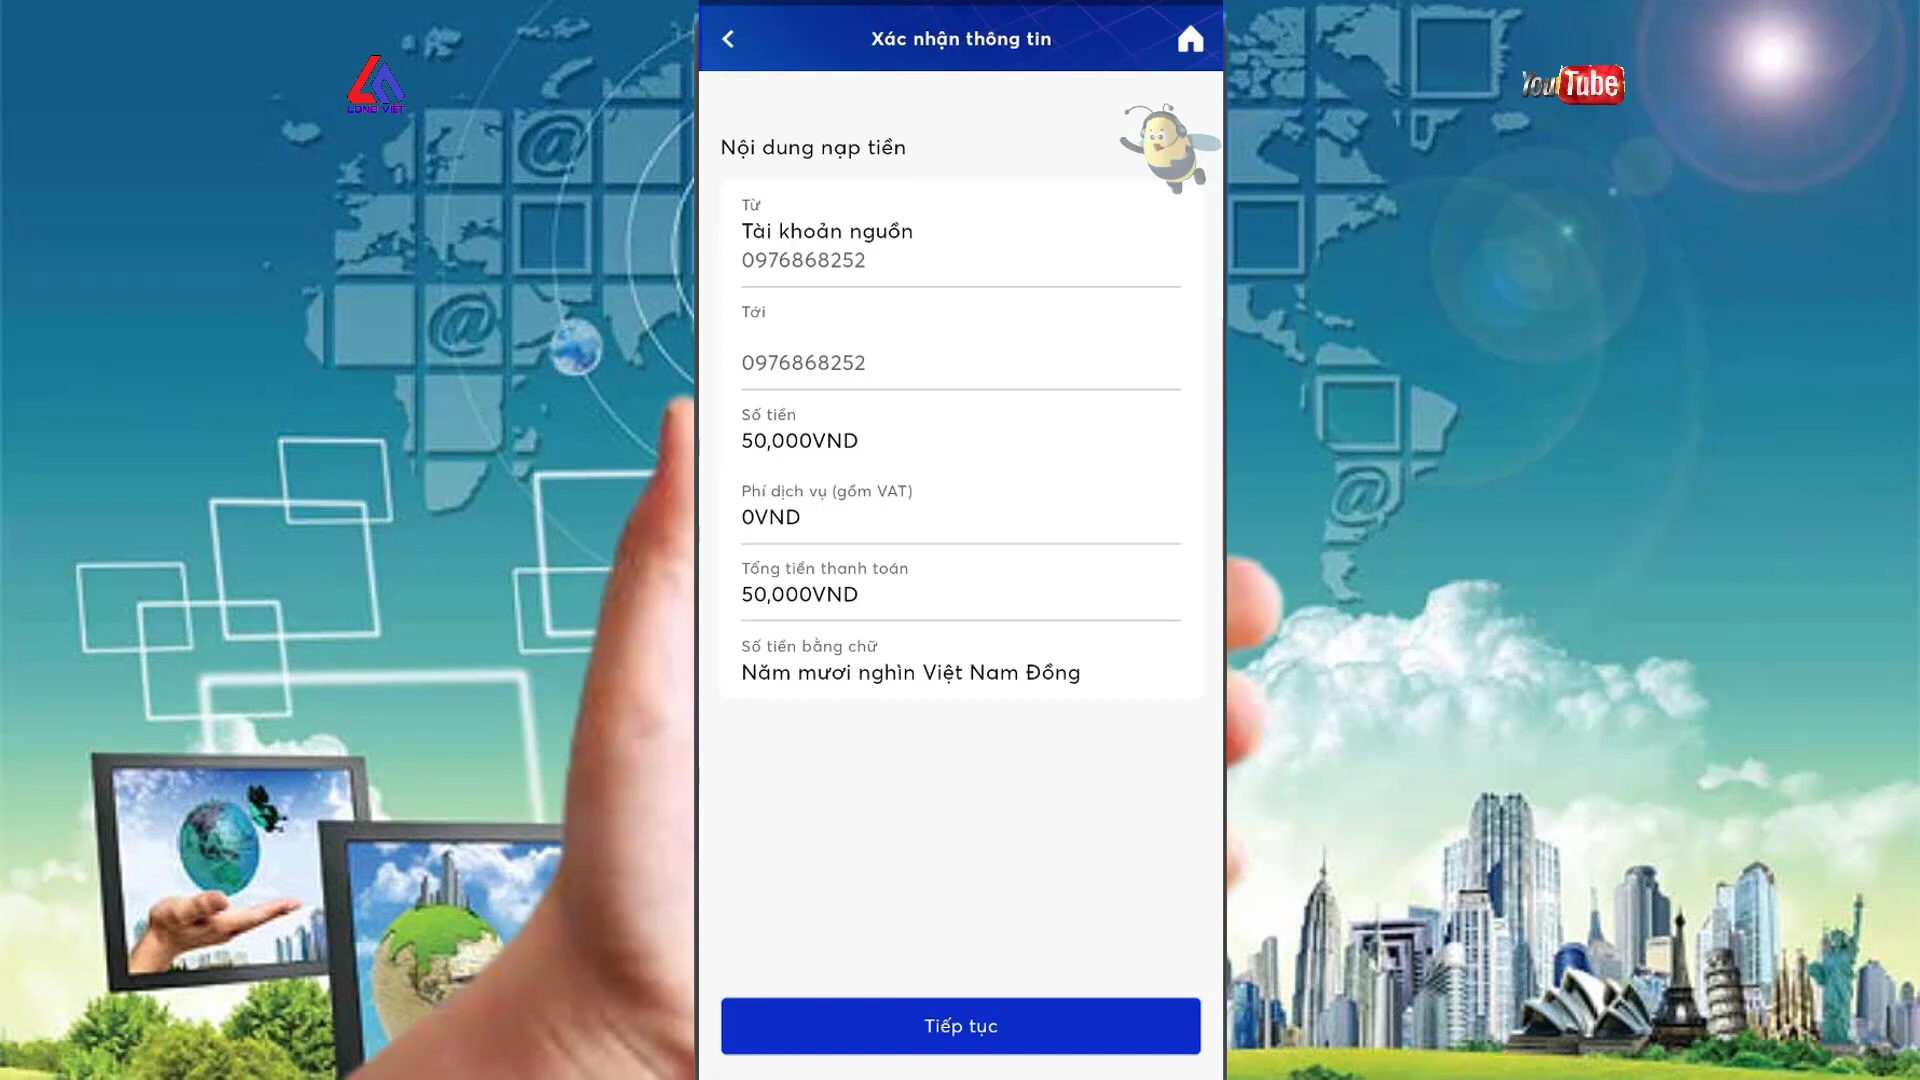 Xác nhận thông tin
LONG VIET
YouTube
Nội dung nạp tiền
Từ
Tài khoản nguồn
0976868252
Tới
0976868252
Số tiền
50,000VND
Phí dịch vụ (gồm VAT)
0VND
Tổng tiền thanh toán
50,000VND
Số tiền bằng chữ
Năm mươi nghìn Việt Nam Đồng
Tiếp tục